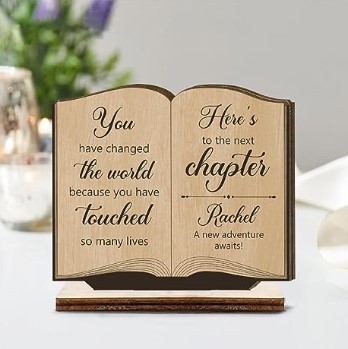 You
have changed
the world
because you have
touched
so many lives
Here's
to the next
chapter
Rachel
A new adventure
awaits!